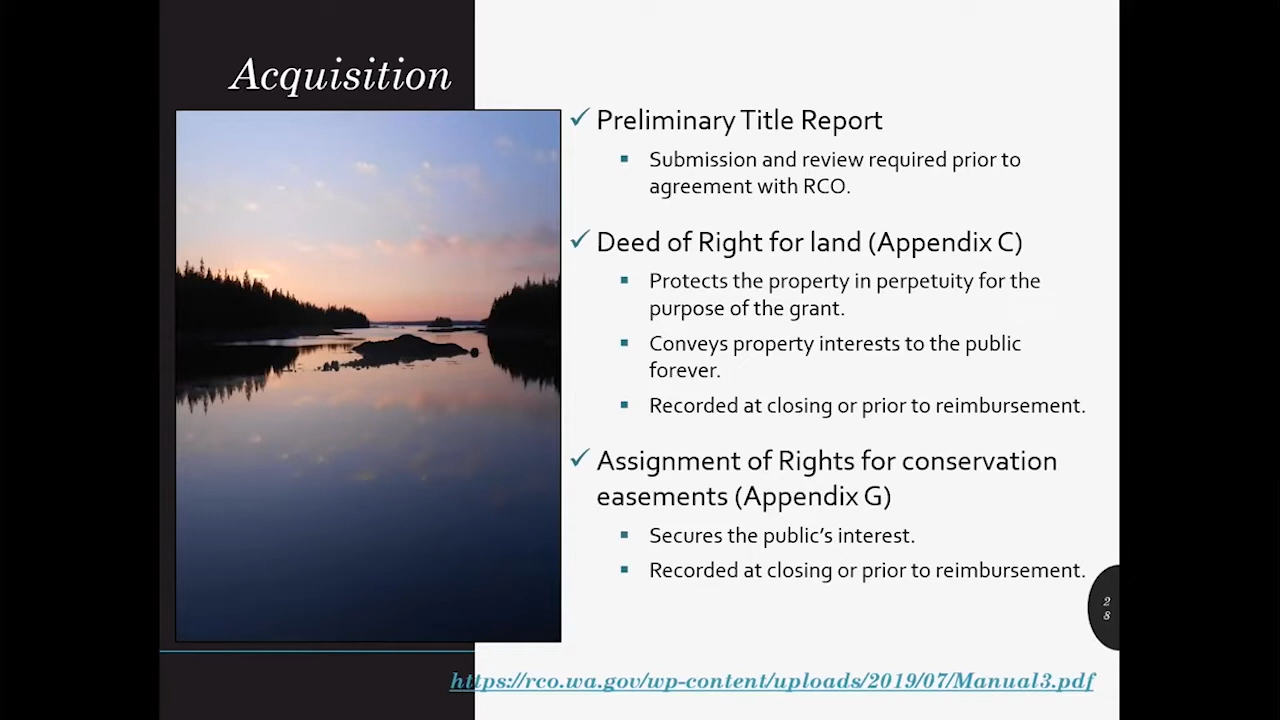 Acquisition
✓ Preliminary Title Report
▪ Submission and review required prior to
agreement with RCO.
✓ Deed of Right for land (Appendix C)
▪ Protects the property in perpetuity for the
purpose of the grant.
▪ Conveys property interests to the public
forever.
▪ Recorded at closing or prior to reimbursement.
✓ Assignment of Rights for conservation
easements (Appendix G)
▪ Secures the public's interest.
▪ Recorded at closing or prior to reimbursement.
2
8
https://rco.wa.gov/wp-content/uploads/2019/07/Manual3.pdf